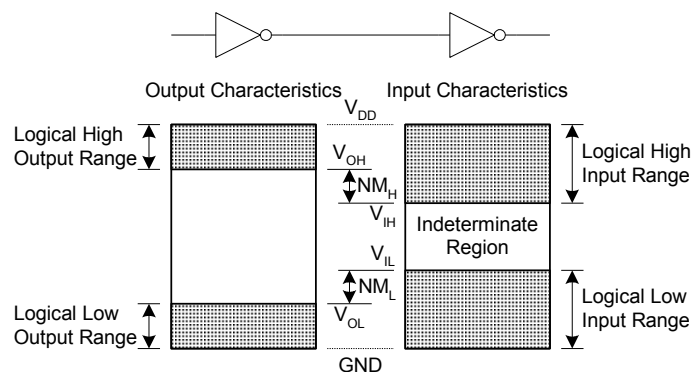 Output Characteristics
Input Characteristics
V_DD
Logical High
Output Range
V_OH
NM_H
V_IH
Logical High
Input Range
Indeterminate
Region
V_IL
NM_L
V_OL
Logical Low
Output Range
Logical Low
Input Range
GND